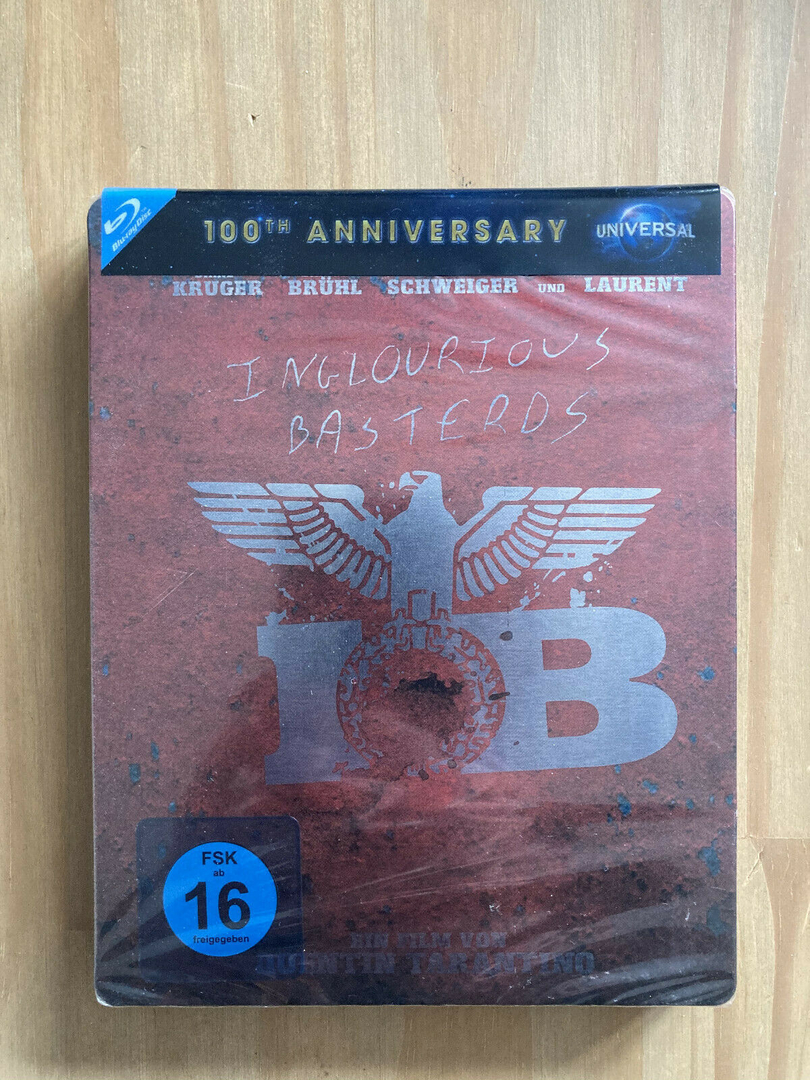 Blu-ray Disc
100TH ANNIVERSARY
UNIVERSAL
KRUGER BRÜHL SCHWEIGER UND LAURENT
INGLOURIOUS
BASTERDS
IB
FSK
ab
16
freigegeben
EIN FILM VON
QUENTIN TARANTINO